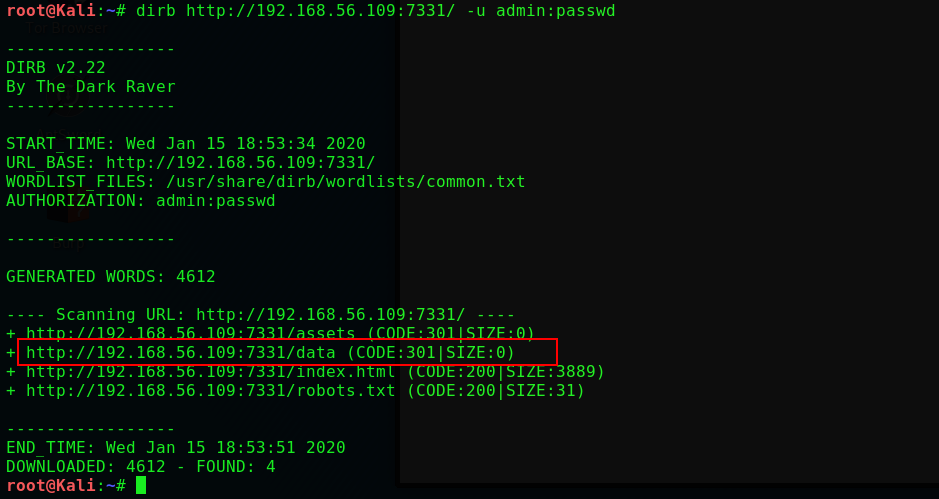 root@Kali:~# dirb http://192.168.56.109:7331/ -u admin:passwd
-----------------
DIRB v2.22
By The Dark Raver
-----------------
START_TIME: Wed Jan 15 18:53:34 2020
URL_BASE: http://192.168.56.109:7331/
WORDLIST_FILES: /usr/share/dirb/wordlists/common.txt
AUTHORIZATION: admin:passwd
-----------------
GENERATED WORDS: 4612
---- Scanning URL: http://192.168.56.109:7331/ ----
+ http://192.168.56.109:7331/assets (CODE:301|SIZE:0)
+ http://192.168.56.109:7331/data (CODE:301|SIZE:0)
+ http://192.168.56.109:7331/index.html (CODE:200|SIZE:3889)
+ http://192.168.56.109:7331/robots.txt (CODE:200|SIZE:31)
-----------------
END_TIME: Wed Jan 15 18:53:51 2020
DOWNLOADED: 4612 - FOUND: 4
root@Kali:~#